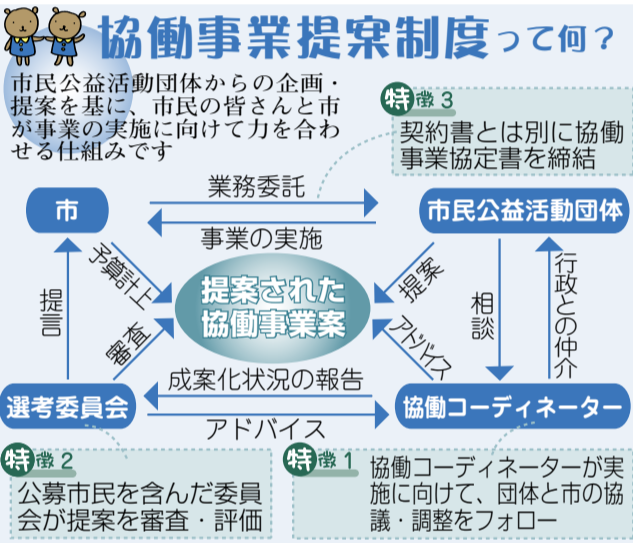 協働事業提案制度って何？
市民公益活動団体からの企画・
提案を基に、市民の皆さんと市
が事業の実施に向けて力を合わ
せる仕組みです
特徴3
契約書とは別に協働
事業協定書を締結
市
業務委託
事業の実施
市民公益活動団体
予算計上
提案された
協働事業案
提案
提言
審査
アドバイス
相談
行政との仲介
選考委員会
成案化状況の報告
アドバイス
協働コーディネーター
特徴2
公募市民を含んだ委員
会が提案を審査・評価
特徴1
協働コーディネーターが実
施に向けて、団体と市の協
議・調整をフォロー